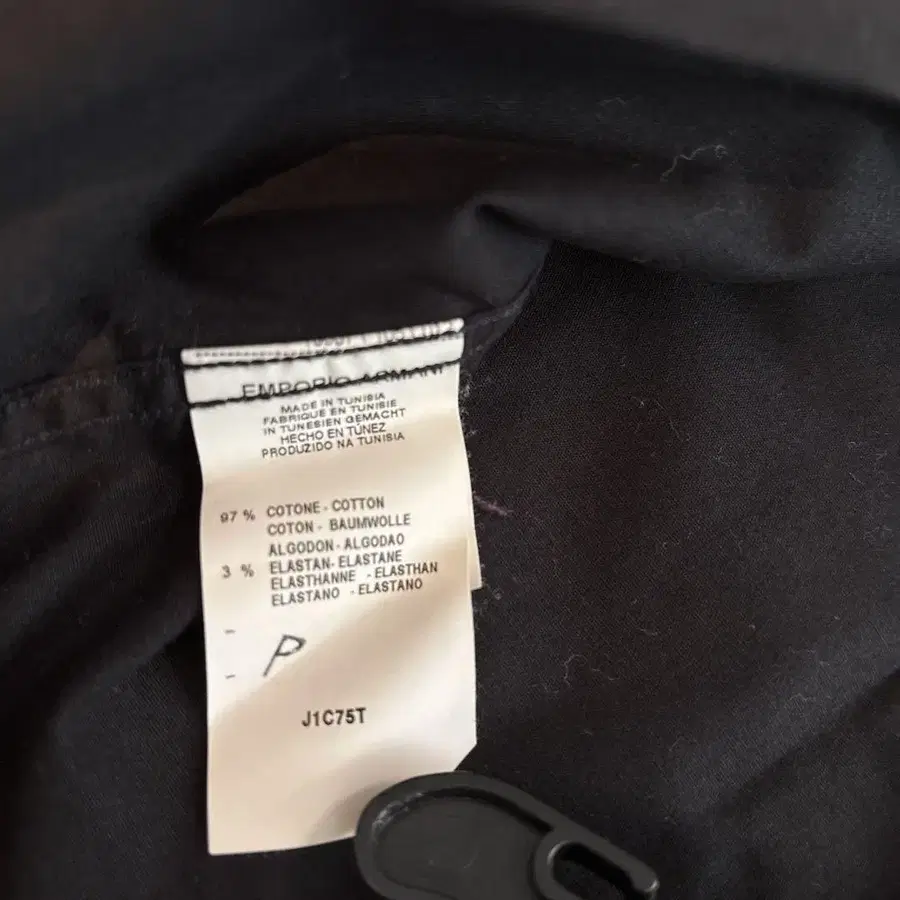 EMPORIO ARMANI
MADE IN TUNISIA
FABRIQUE EN TUNISIE
IN TUNESIEN GEMACHT
HECHO EN TÚNEZ
PRODUZIDO NA TUNISIA
97 % COTONE - COTTON
COTON - BAUMWOLLE
ALGODON - ALGODAO
3 % ELASTAN - ELASTANE
ELASTHANNE - ELASTHAN
ELASTANO - ELASTANO
-
- P
J1C75T